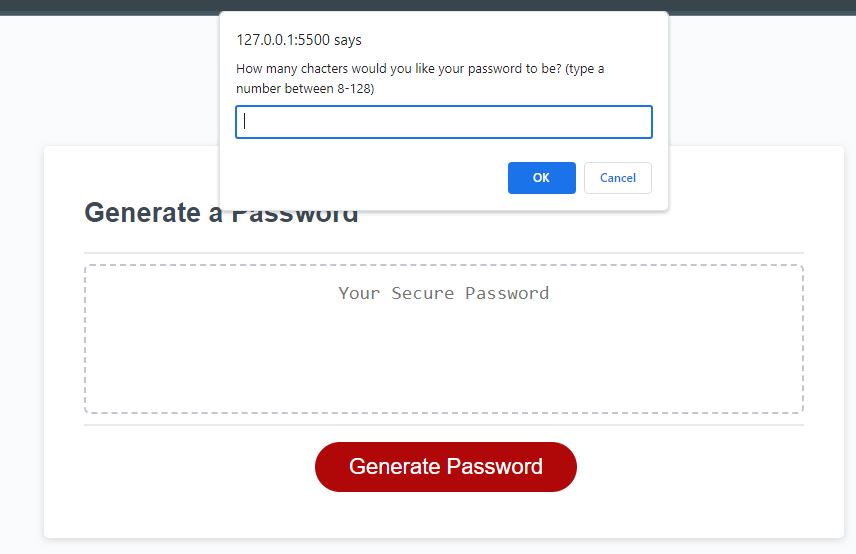 127.0.0.1:5500 says
How many chacters would you like your password to be? (type a
number between 8-128)
OK
Cancel
Generate a Password
Your Secure Password
Generate Password